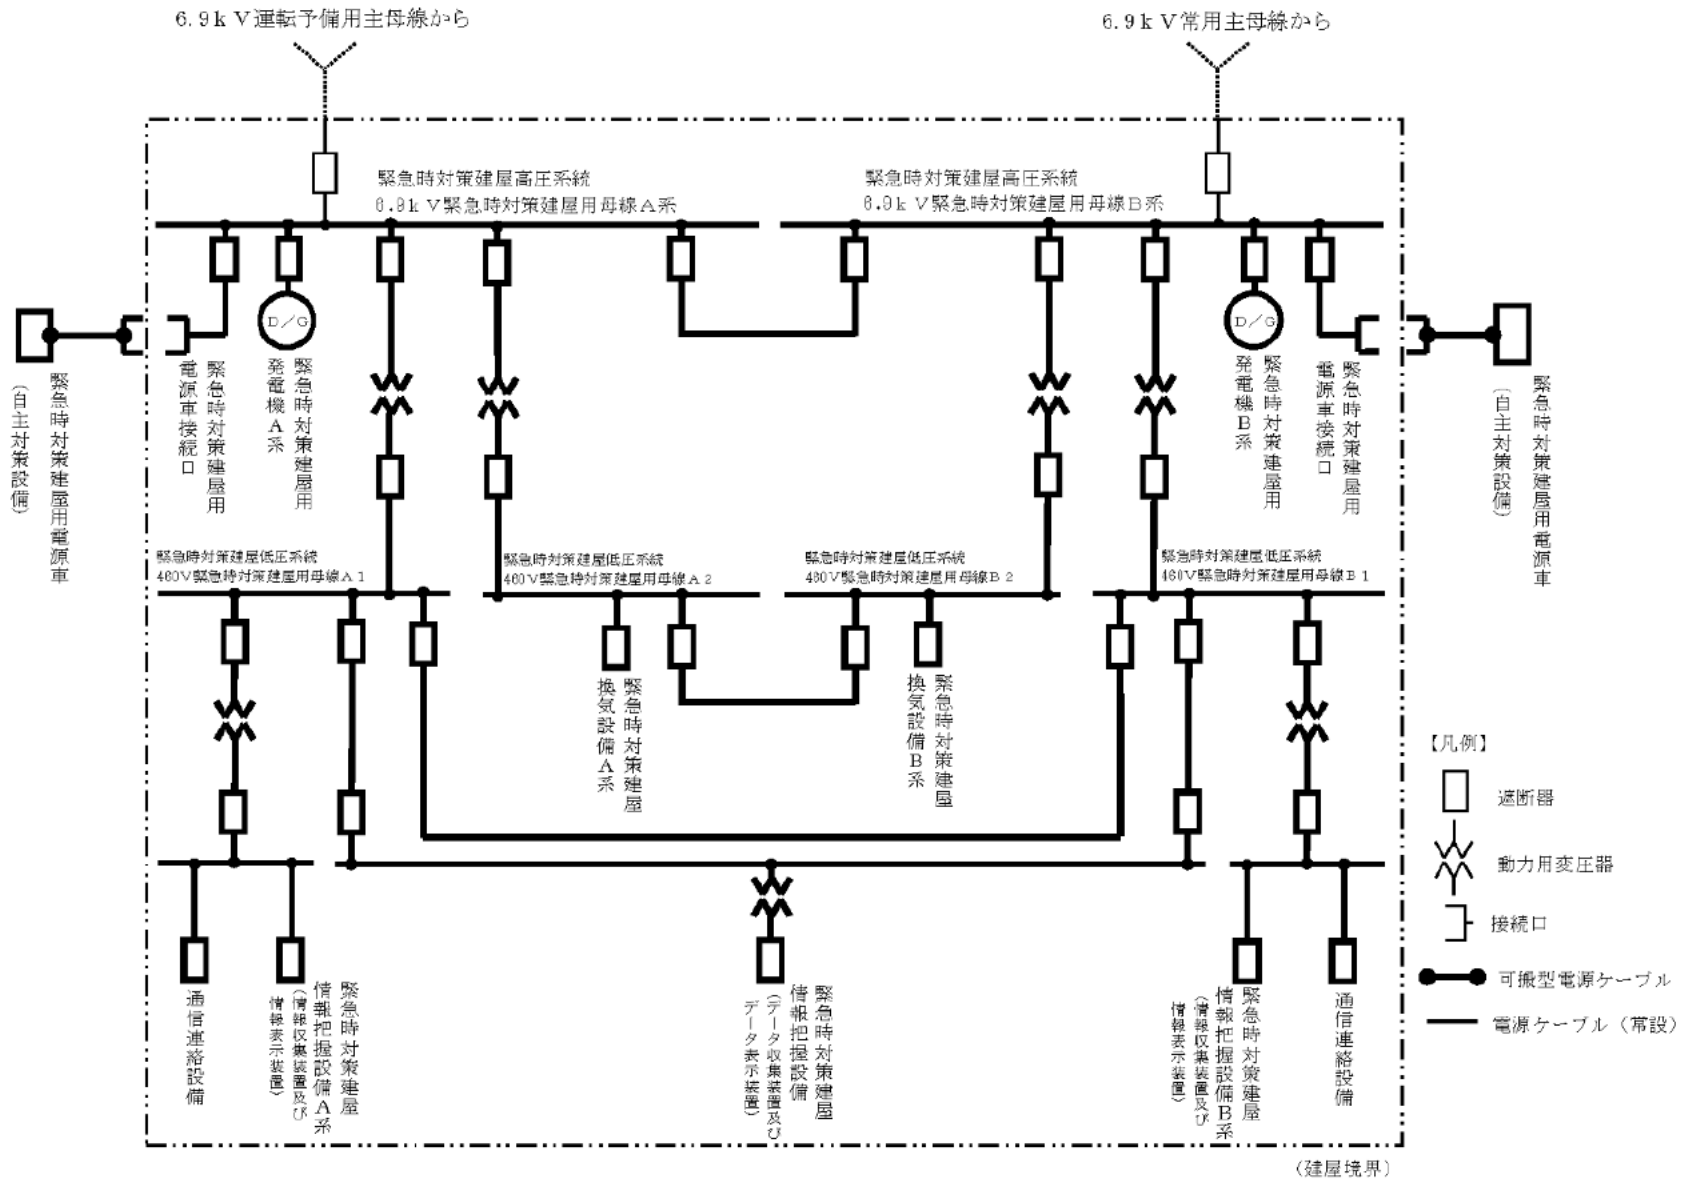 6.9kV運転予備用主母線から
6.9kV常用主母線から
緊急時対策建屋高圧系統
6.9kV緊急時対策建屋用母線A系
緊急時対策建屋高圧系統
6.9kV緊急時対策建屋用母線B系
D/G
D/G
緊急時対策建屋用電源車
(自主対策設備)
緊急時対策建屋用
電源車接続口
緊急時対策建屋用
発電機A系
緊急時対策建屋用
発電機B系
緊急時対策建屋用
電源車接続口
緊急時対策建屋用電源車
(自主対策設備)
緊急時対策建屋低圧系統
460V緊急時対策建屋用母線A1
緊急時対策建屋低圧系統
460V緊急時対策建屋用母線A2
緊急時対策建屋低圧系統
460V緊急時対策建屋用母線B2
緊急時対策建屋低圧系統
460V緊急時対策建屋用母線B1
緊急時対策建屋
換気設備A系
緊急時対策建屋
換気設備B系
通信連絡設備
緊急時対策建屋
情報把握設備A系
(情報収集装置及び
情報表示装置)
緊急時対策建屋
情報把握設備
(データ収集装置及び
データ表示装置)
緊急時対策建屋
情報把握設備B系
(情報収集装置及び
情報表示装置)
通信連絡設備
【凡例】
遮断器
動力用変圧器
接続口
可搬型電源ケーブル
電源ケーブル(常設)
(建屋境界)